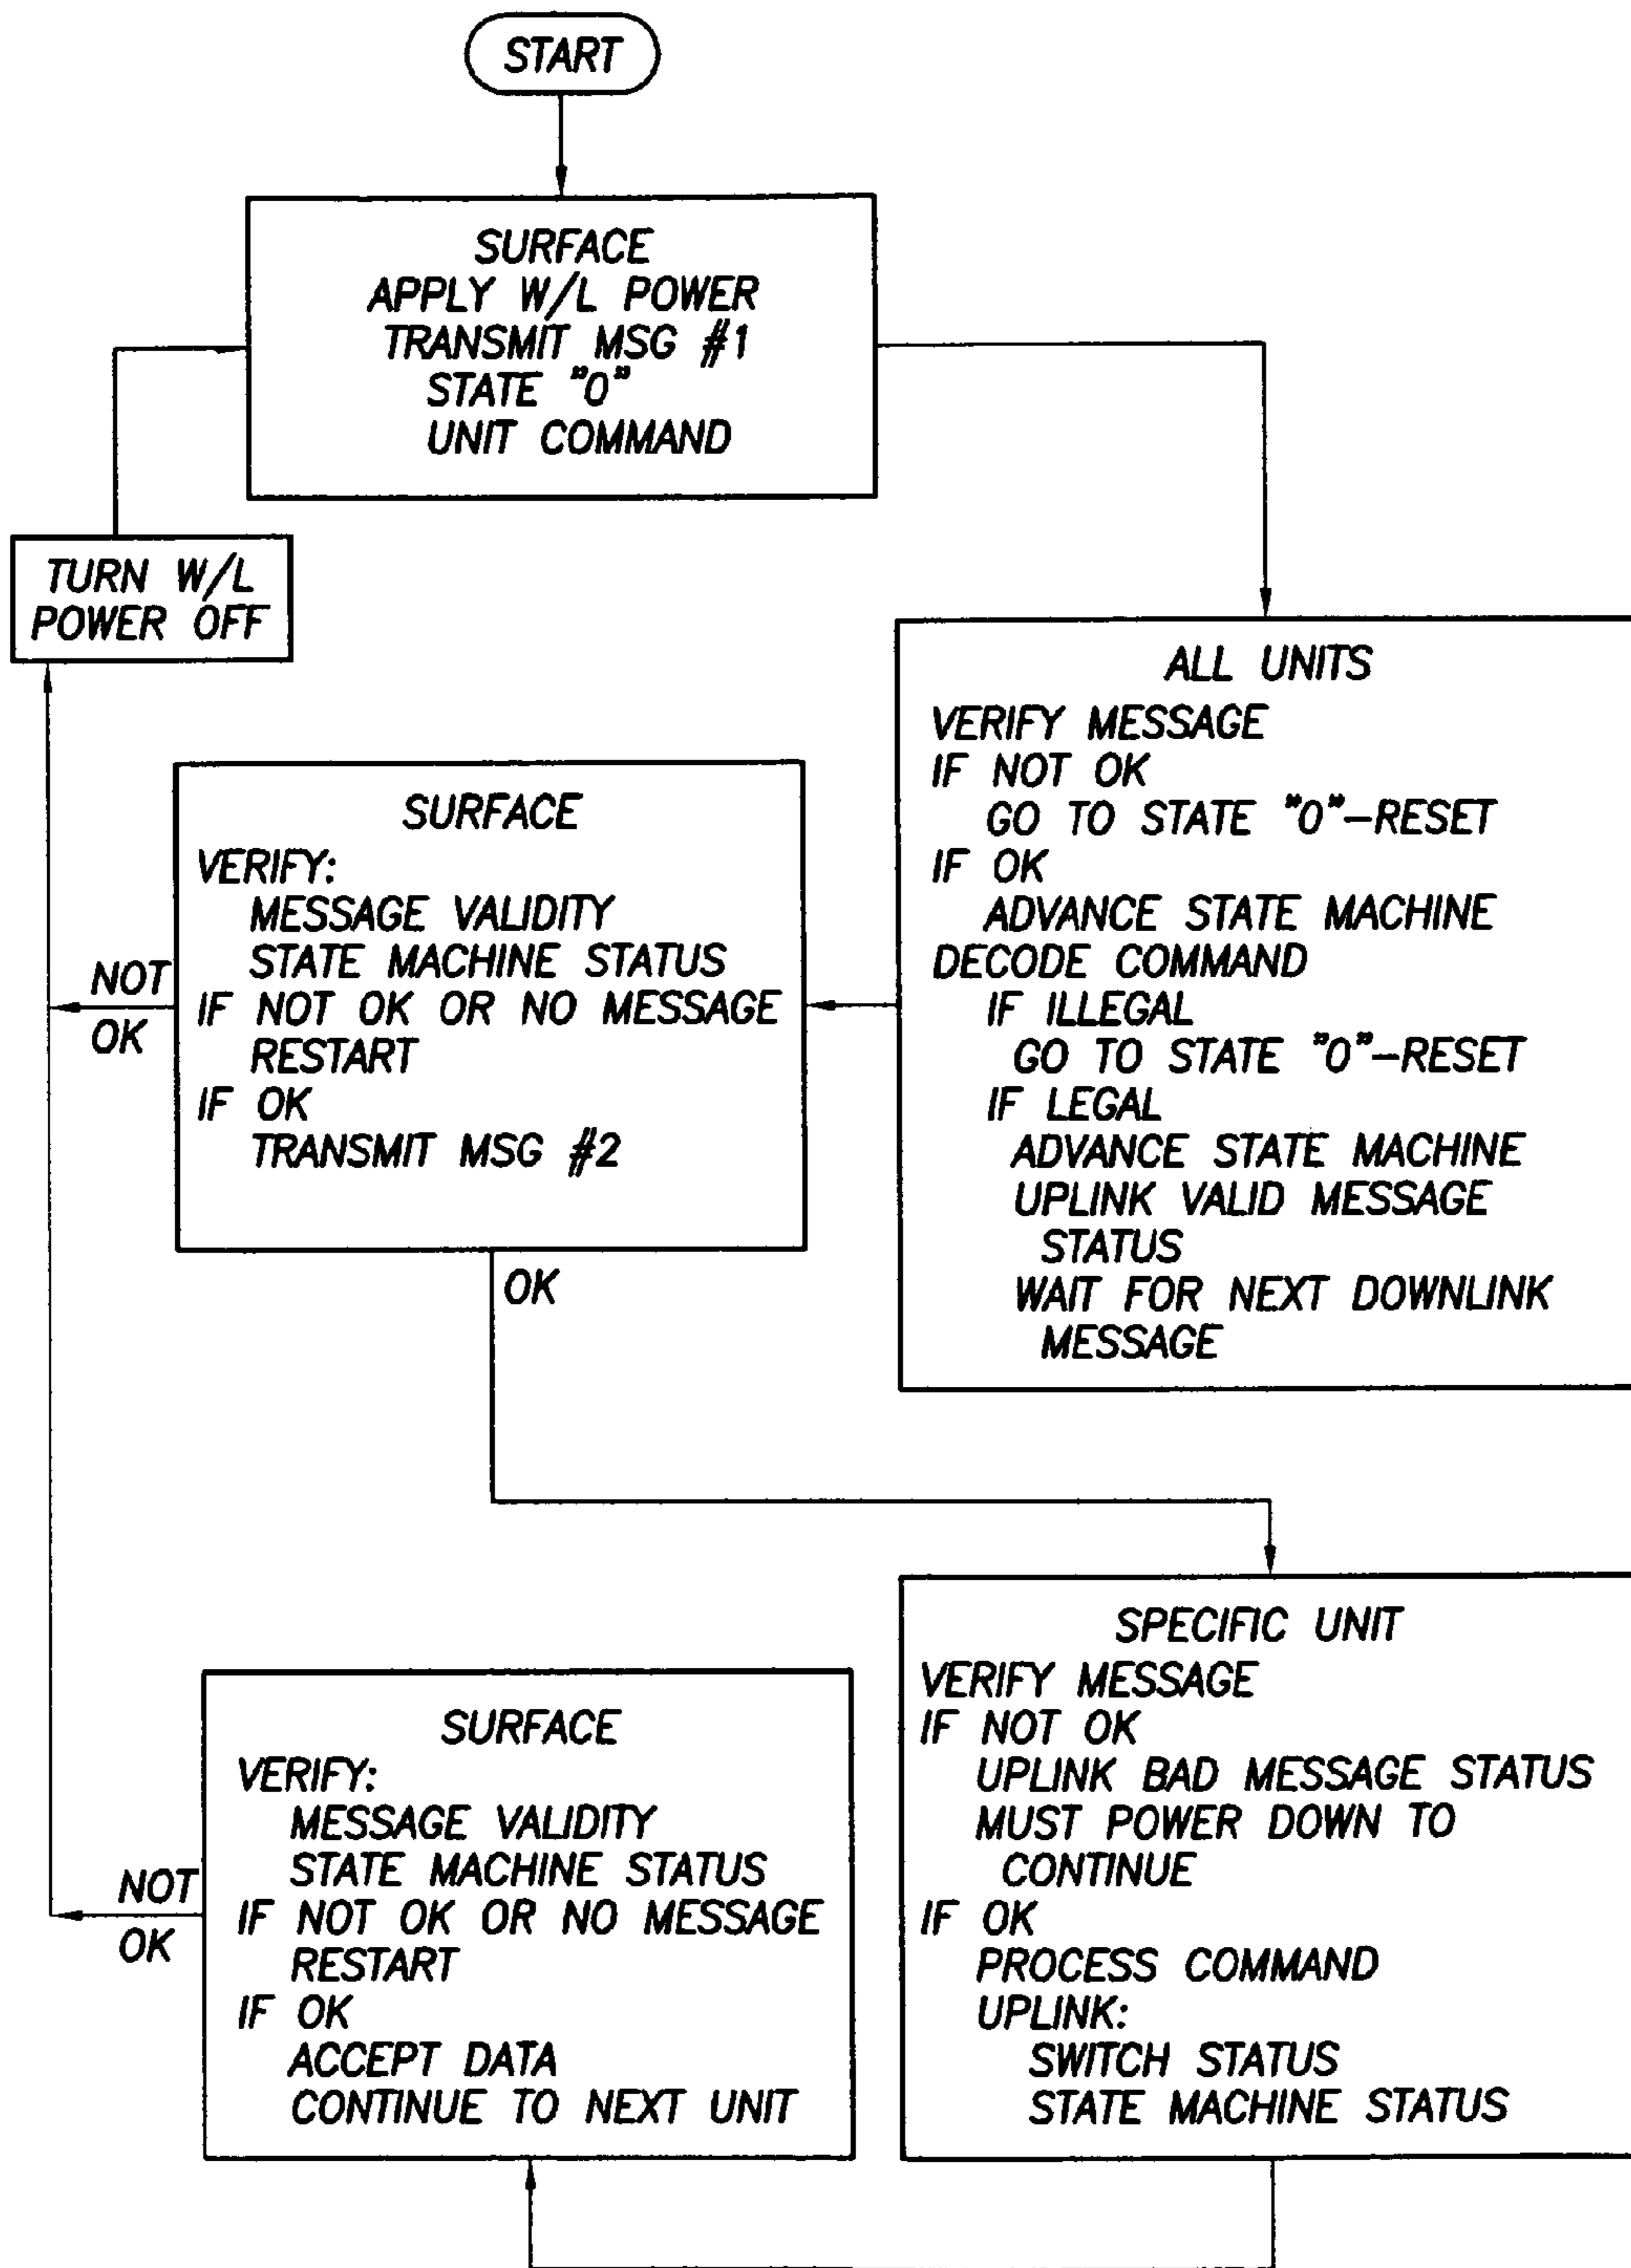 START
SURFACE
APPLY W/L POWER
TRANSMIT MSG #1
STATE "0"
UNIT COMMAND
TURN W/L
POWER OFF
ALL UNITS
VERIFY MESSAGE
IF NOT OK
GO TO STATE "0"-RESET
IF OK
ADVANCE STATE MACHINE
DECODE COMMAND
IF ILLEGAL
GO TO STATE "0"-RESET
IF LEGAL
ADVANCE STATE MACHINE
UPLINK VALID MESSAGE
STATUS
WAIT FOR NEXT DOWNLINK
MESSAGE
SURFACE
VERIFY:
MESSAGE VALIDITY
STATE MACHINE STATUS
IF NOT OK OR NO MESSAGE
RESTART
IF OK
TRANSMIT MSG #2
NOT
OK
OK
SPECIFIC UNIT
VERIFY MESSAGE
IF NOT OK
UPLINK BAD MESSAGE STATUS
MUST POWER DOWN TO
CONTINUE
IF OK
PROCESS COMMAND
UPLINK:
SWITCH STATUS
STATE MACHINE STATUS
SURFACE
VERIFY:
MESSAGE VALIDITY
STATE MACHINE STATUS
IF NOT OK OR NO MESSAGE
RESTART
IF OK
ACCEPT DATA
CONTINUE TO NEXT UNIT
NOT
OK